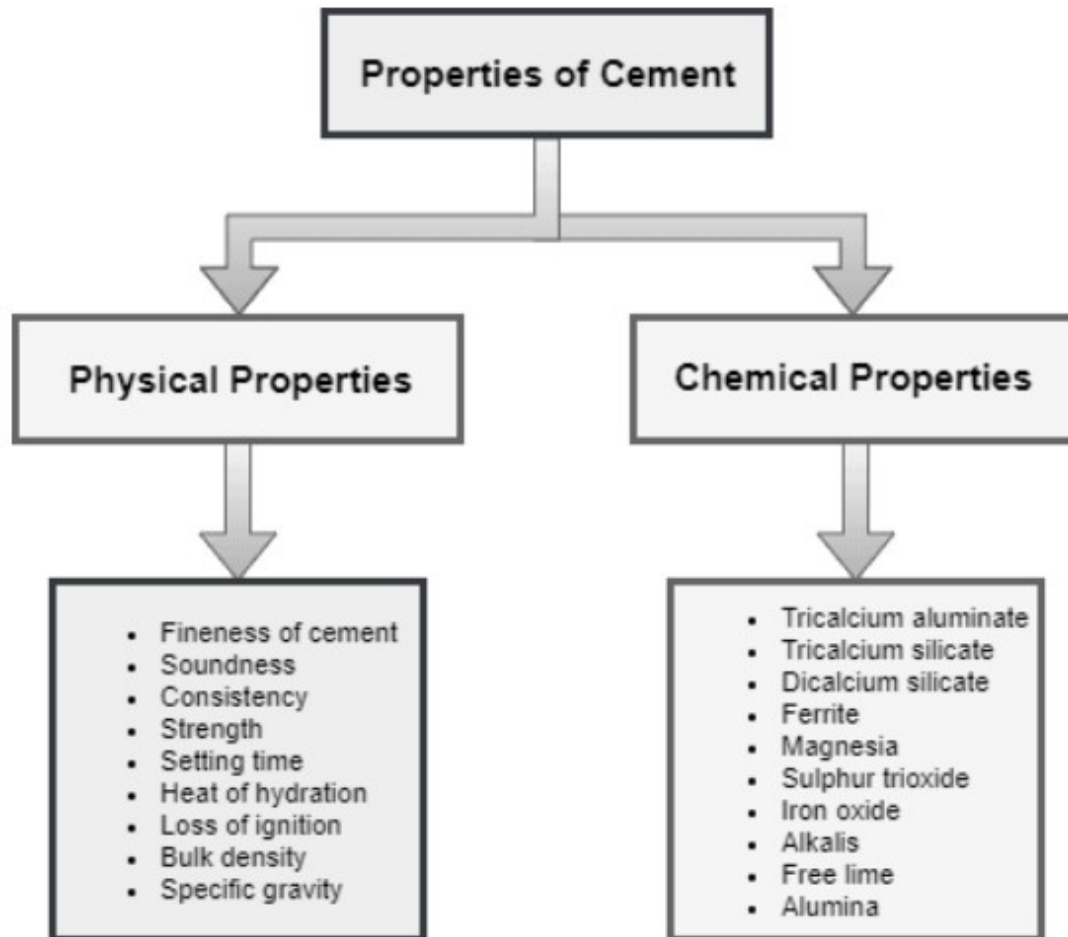 Properties of Cement
Physical Properties
Chemical Properties
• Fineness of cement
• Soundness
• Consistency
• Strength
• Setting time
• Heat of hydration
• Loss of ignition
• Bulk density
• Specific gravity
• Tricalcium aluminate
• Tricalcium silicate
• Dicalcium silicate
• Ferrite
• Magnesia
• Sulphur trioxide
• Iron oxide
• Alkalis
• Free lime
• Alumina